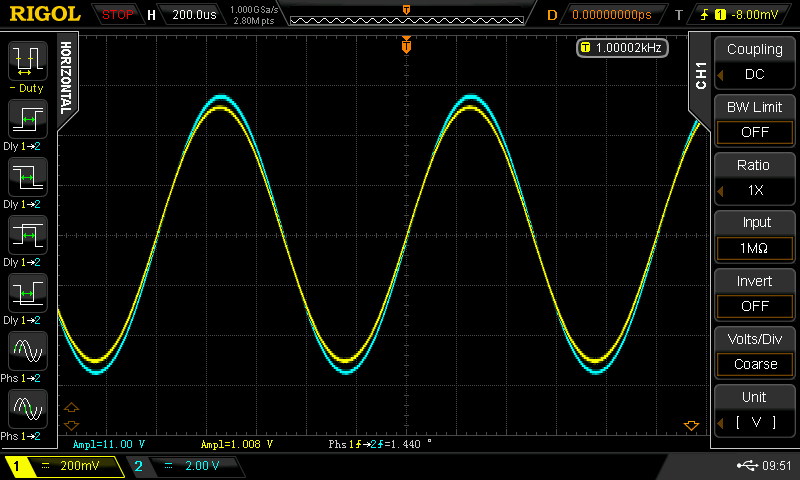 RIGOL STOP H 200.0us 1.000GSa/s 2.80M pts D 0.00000000ps T 1 -8.00mV
T
T 1.00002kHz
HORIZONTAL
- Duty
Dly 1→2
Dly 1→2
Dly 1→2
Dly 1→2
Phs 1→2
Phs 1→2
CH1
Coupling
DC
BW Limit
OFF
Ratio
1X
Input
1MΩ
Invert
OFF
Volts/Div
Coarse
Unit
[ V ]
Ampl=11.00 V Ampl=1.008 V Phs1→2=1.440 °
1 200mV 2 2.00 V 09:51